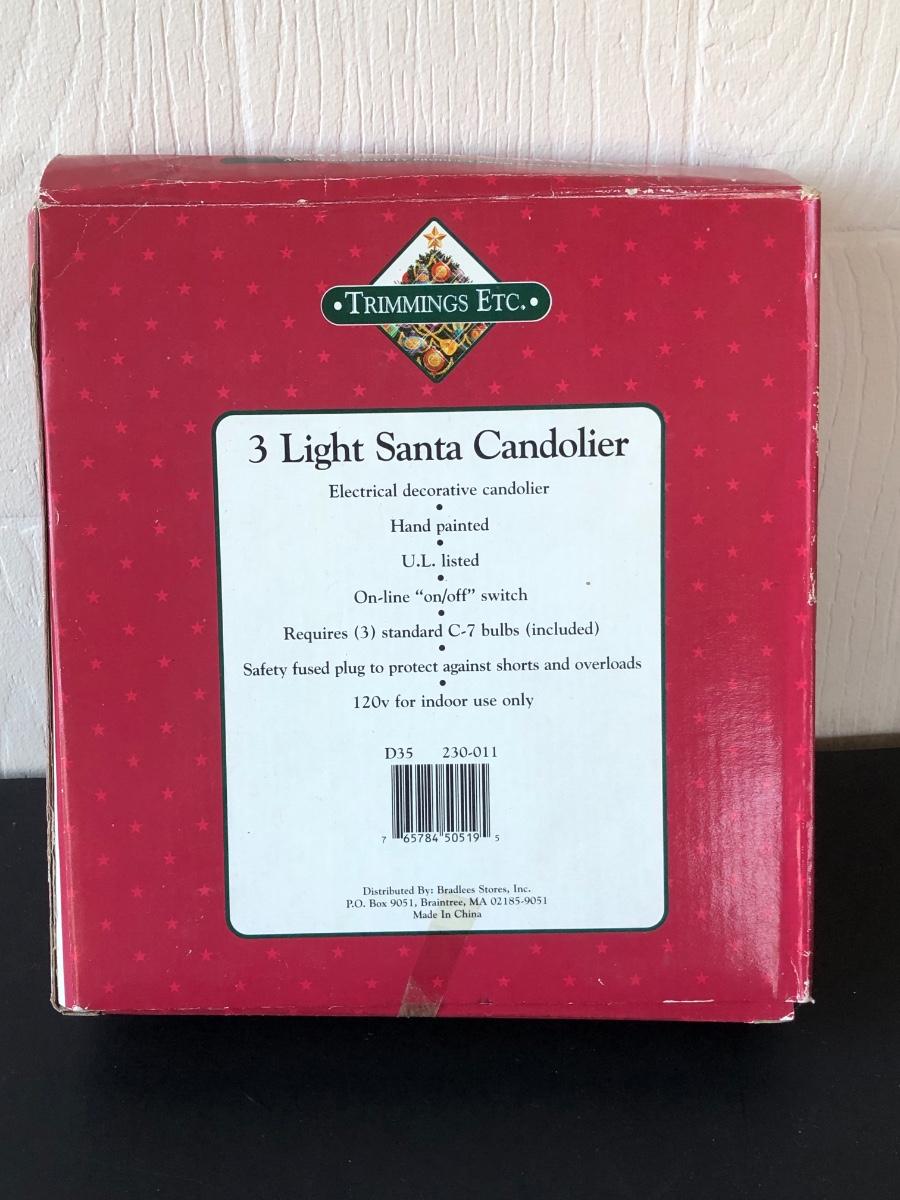 • TRIMMINGS ETC. •
3 Light Santa Candolier
Electrical decorative candolier
•
Hand painted
•
U.L. listed
•
On-line "on/off" switch
•
Requires (3) standard C-7 bulbs (included)
•
Safety fused plug to protect against shorts and overloads
•
120v for indoor use only
D35 230-011
7 65784 50519 5
Distributed By: Bradlees Stores, Inc.
P.O. Box 9051, Braintree, MA 02185-9051
Made In China